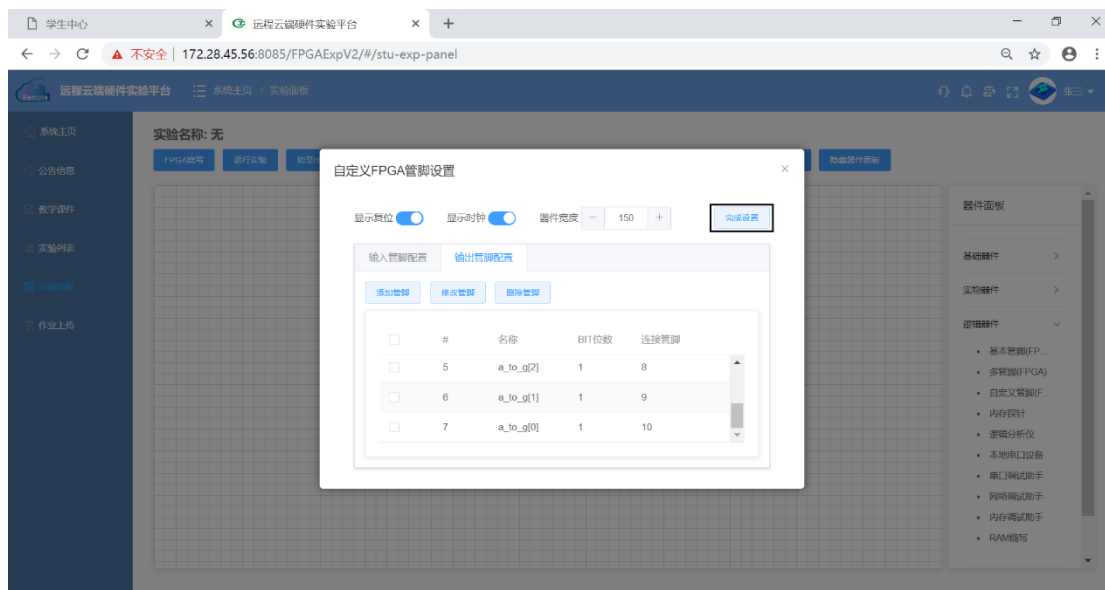 学生中心
远程云端硬件实验平台
不安全 | 172.28.45.56:8085/FPGAExpV2/#/stu-exp-panel
Remote 远程云端硬件实验平台 系统主页 / 实验面板 张三
系统主页
公告信息
教学课件
实验列表
实验面板
作业上传
实验名称: 无
FPGA烧写 运行实验 隐藏器件面板
自定义FPGA管脚设置
显示复位 显示时钟 器件宽度 − 150 + 完成设置
输入管脚配置 输出管脚配置
添加管脚 修改管脚 删除管脚
# 名称 BIT位数 连接管脚
5 a_to_g[2] 1 8
6 a_to_g[1] 1 9
7 a_to_g[0] 1 10
器件面板
基础器件
实物器件
逻辑器件
基本管脚(FP...
多管脚(FPGA)
自定义管脚(F...
内存探针
逻辑分析仪
本地串口设备
串口调试助手
网络调试助手
内存调试助手
RAM烧写